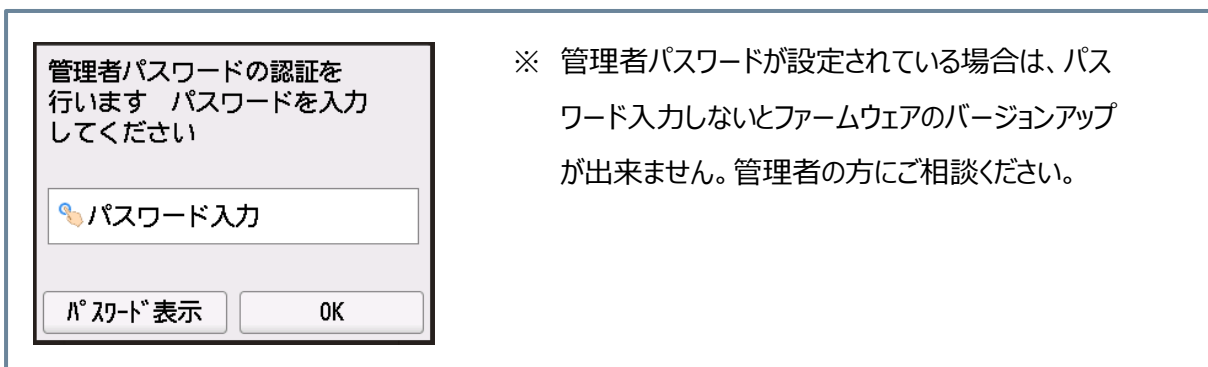 管理者パスワードの認証を
行います　パスワードを入力
してください
パスワード入力
ﾊﾟｽﾜｰﾄﾞ表示
OK
※ 管理者パスワードが設定されている場合は、パス
ワード入力しないとファームウェアのバージョンアップ
が出来ません。管理者の方にご相談ください。